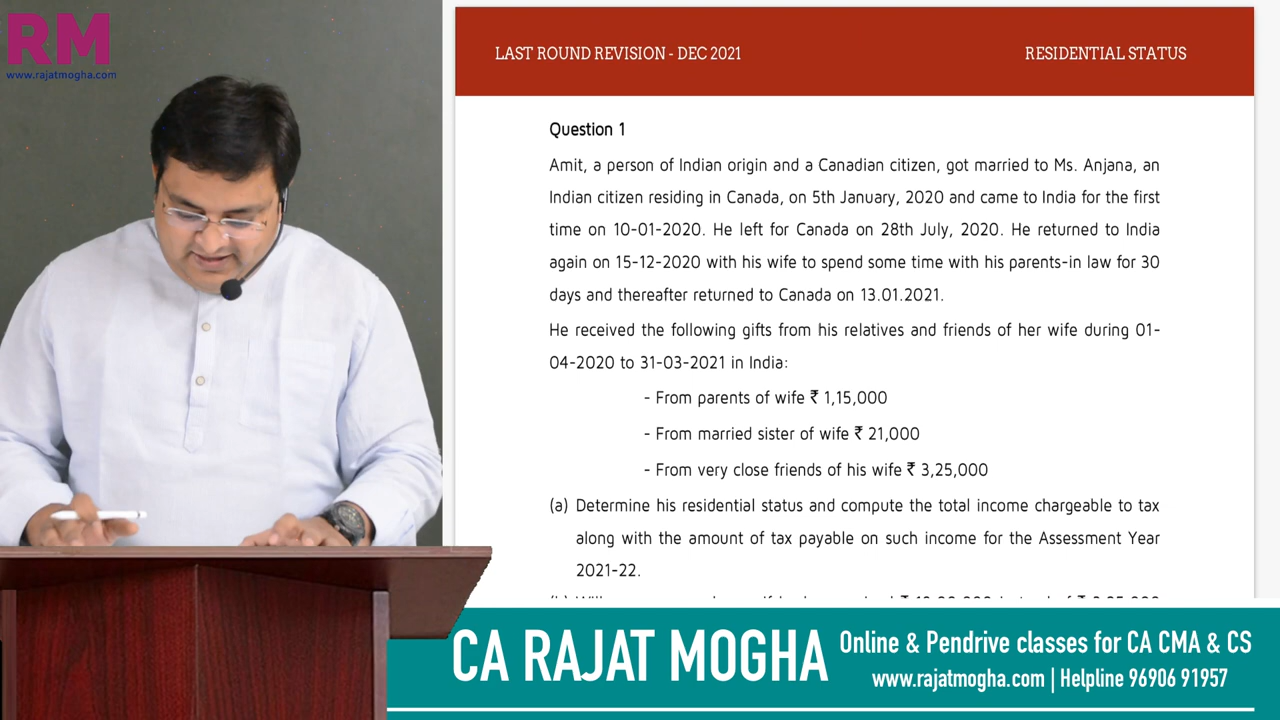 RM
www.rajatmogha.com
LAST ROUND REVISION - DEC 2021
RESIDENTIAL STATUS
Question 1
Amit, a person of Indian origin and a Canadian citizen, got married to Ms. Anjana, an
Indian citizen residing in Canada, on 5th January, 2020 and came to India for the first
time on 10-01-2020. He left for Canada on 28th July, 2020. He returned to India
again on 15-12-2020 with his wife to spend some time with his parents-in law for 30
days and thereafter returned to Canada on 13.01.2021.
He received the following gifts from his relatives and friends of her wife during 01-
04-2020 to 31-03-2021 in India:
- From parents of wife ₹ 1,15,000
- From married sister of wife ₹ 21,000
- From very close friends of his wife ₹ 3,25,000
(a) Determine his residential status and compute the total income chargeable to tax
along with the amount of tax payable on such income for the Assessment Year
2021-22.
CA RAJAT MOGHA
Online & Pendrive classes for CA CMA & CS
www.rajatmogha.com | Helpline 96906 91957